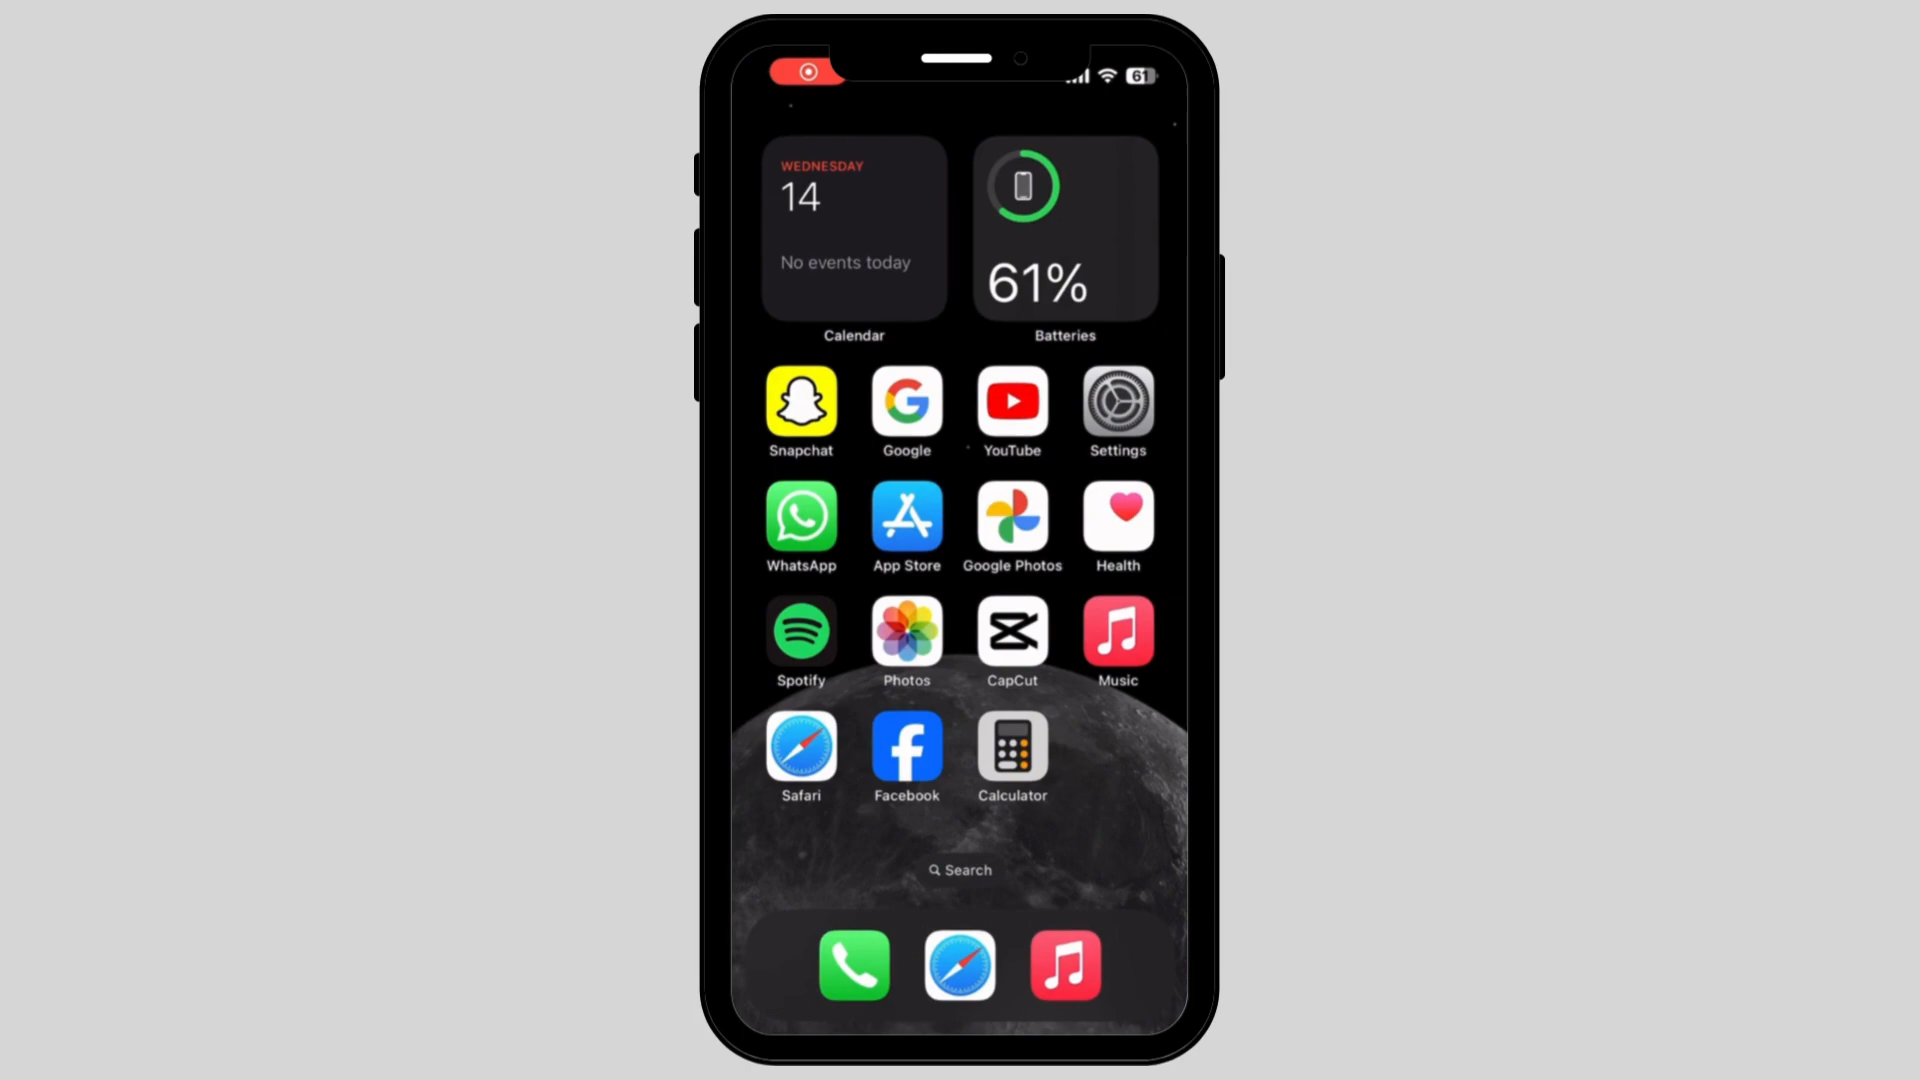 61
WEDNESDAY
14
No events today
61%
Calendar
Batteries
Snapchat
Google
YouTube
Settings
WhatsApp
App Store
Google Photos
Health
Spotify
Photos
CapCut
Music
Safari
Facebook
Calculator
Search